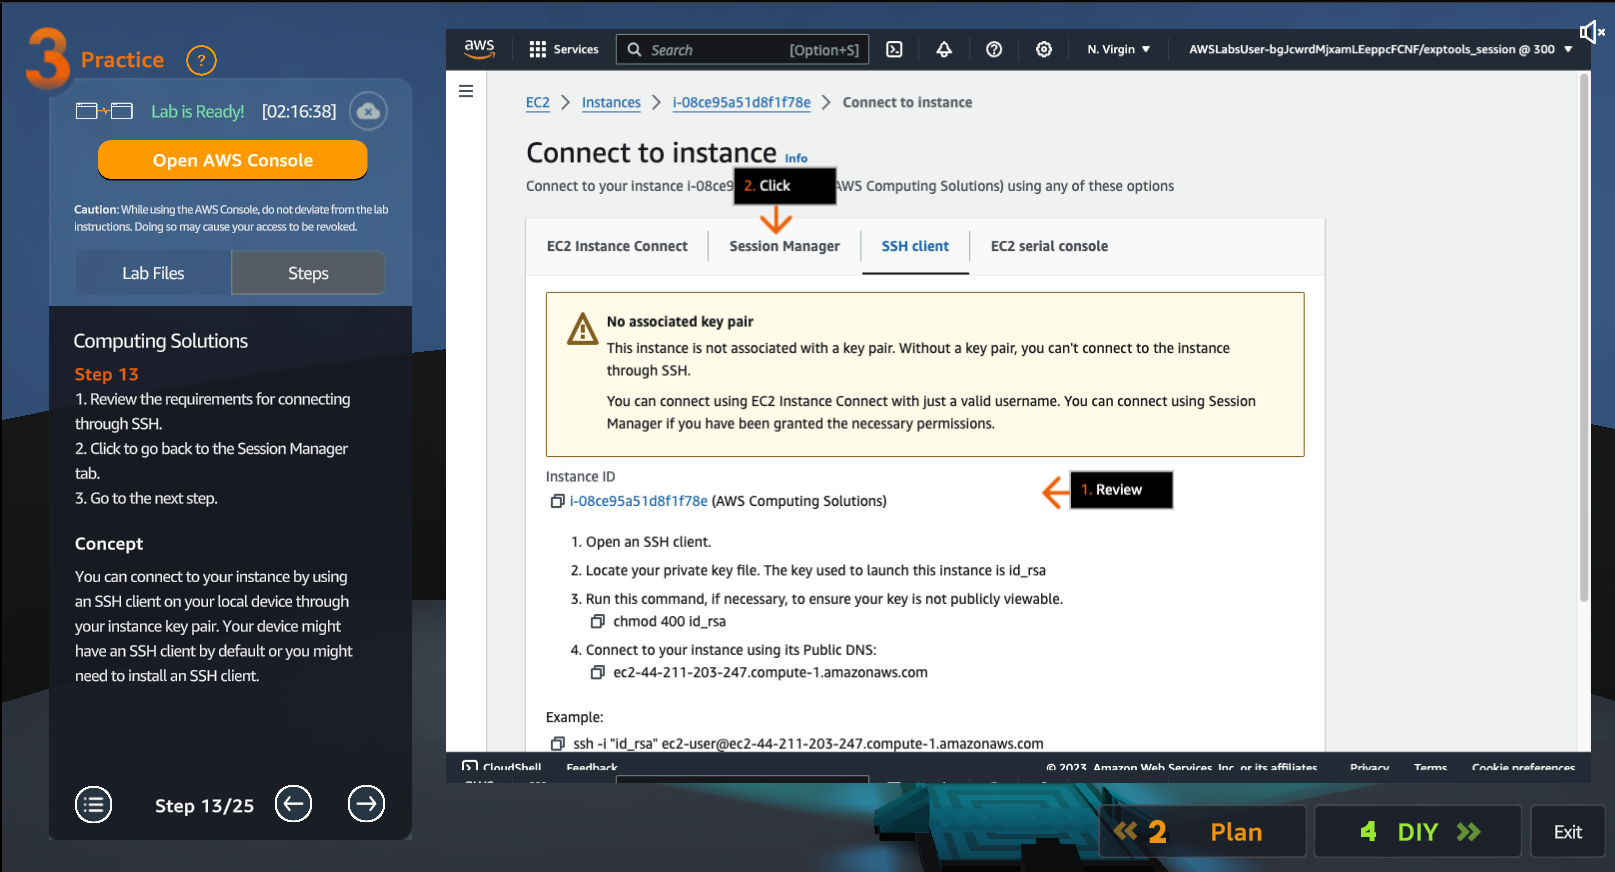 3 Practice ?
Lab is Ready! [02:16:38]
Open AWS Console
Caution: While using the AWS Console, do not deviate from the lab
instructions. Doing so may cause your access to be revoked.
Lab Files Steps
Computing Solutions
Step 13
1. Review the requirements for connecting
through SSH.
2. Click to go back to the Session Manager
tab.
3. Go to the next step.
Concept
You can connect to your instance by using
an SSH client on your local device through
your instance key pair. Your device might
have an SSH client by default or you might
need to install an SSH client.
Step 13/25
aws Services Search [Option+S] N. Virgin AWSLabsUser-bgJcwrdMjxamLEeppcFCNF/exptools_session @ 300
EC2 > Instances > i-08ce95a51d8f1f78e > Connect to instance
Connect to instance Info
Connect to your instance i-08ce9 AWS Computing Solutions) using any of these options
2. Click
EC2 Instance Connect Session Manager SSH client EC2 serial console
No associated key pair
This instance is not associated with a key pair. Without a key pair, you can't connect to the instance
through SSH.
You can connect using EC2 Instance Connect with just a valid username. You can connect using Session
Manager if you have been granted the necessary permissions.
Instance ID
i-08ce95a51d8f1f78e (AWS Computing Solutions)
1. Review
1. Open an SSH client.
2. Locate your private key file. The key used to launch this instance is id_rsa
3. Run this command, if necessary, to ensure your key is not publicly viewable.
chmod 400 id_rsa
4. Connect to your instance using its Public DNS:
ec2-44-211-203-247.compute-1.amazonaws.com
Example:
ssh -i "id_rsa" ec2-user@ec2-44-211-203-247.compute-1.amazonaws.com
CloudShell Feedback © 2023, Amazon Web Services, Inc. or its affiliates. Privacy Terms Cookie preferences
2 Plan
4 DIY
Exit